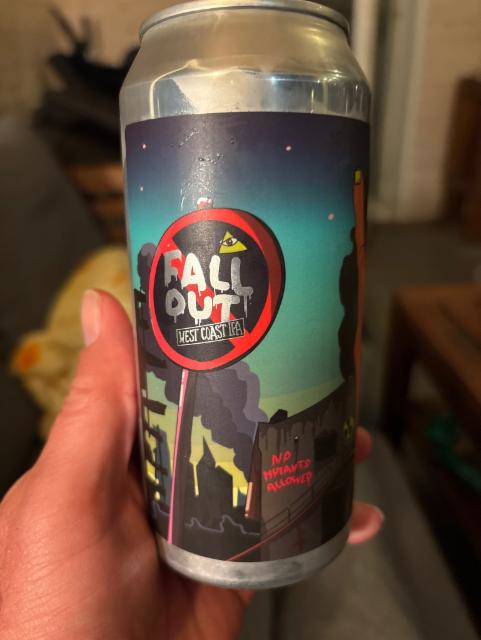 FALL
OUT
WEST COAST IPA
NO
MUTANTS
ALLOWED